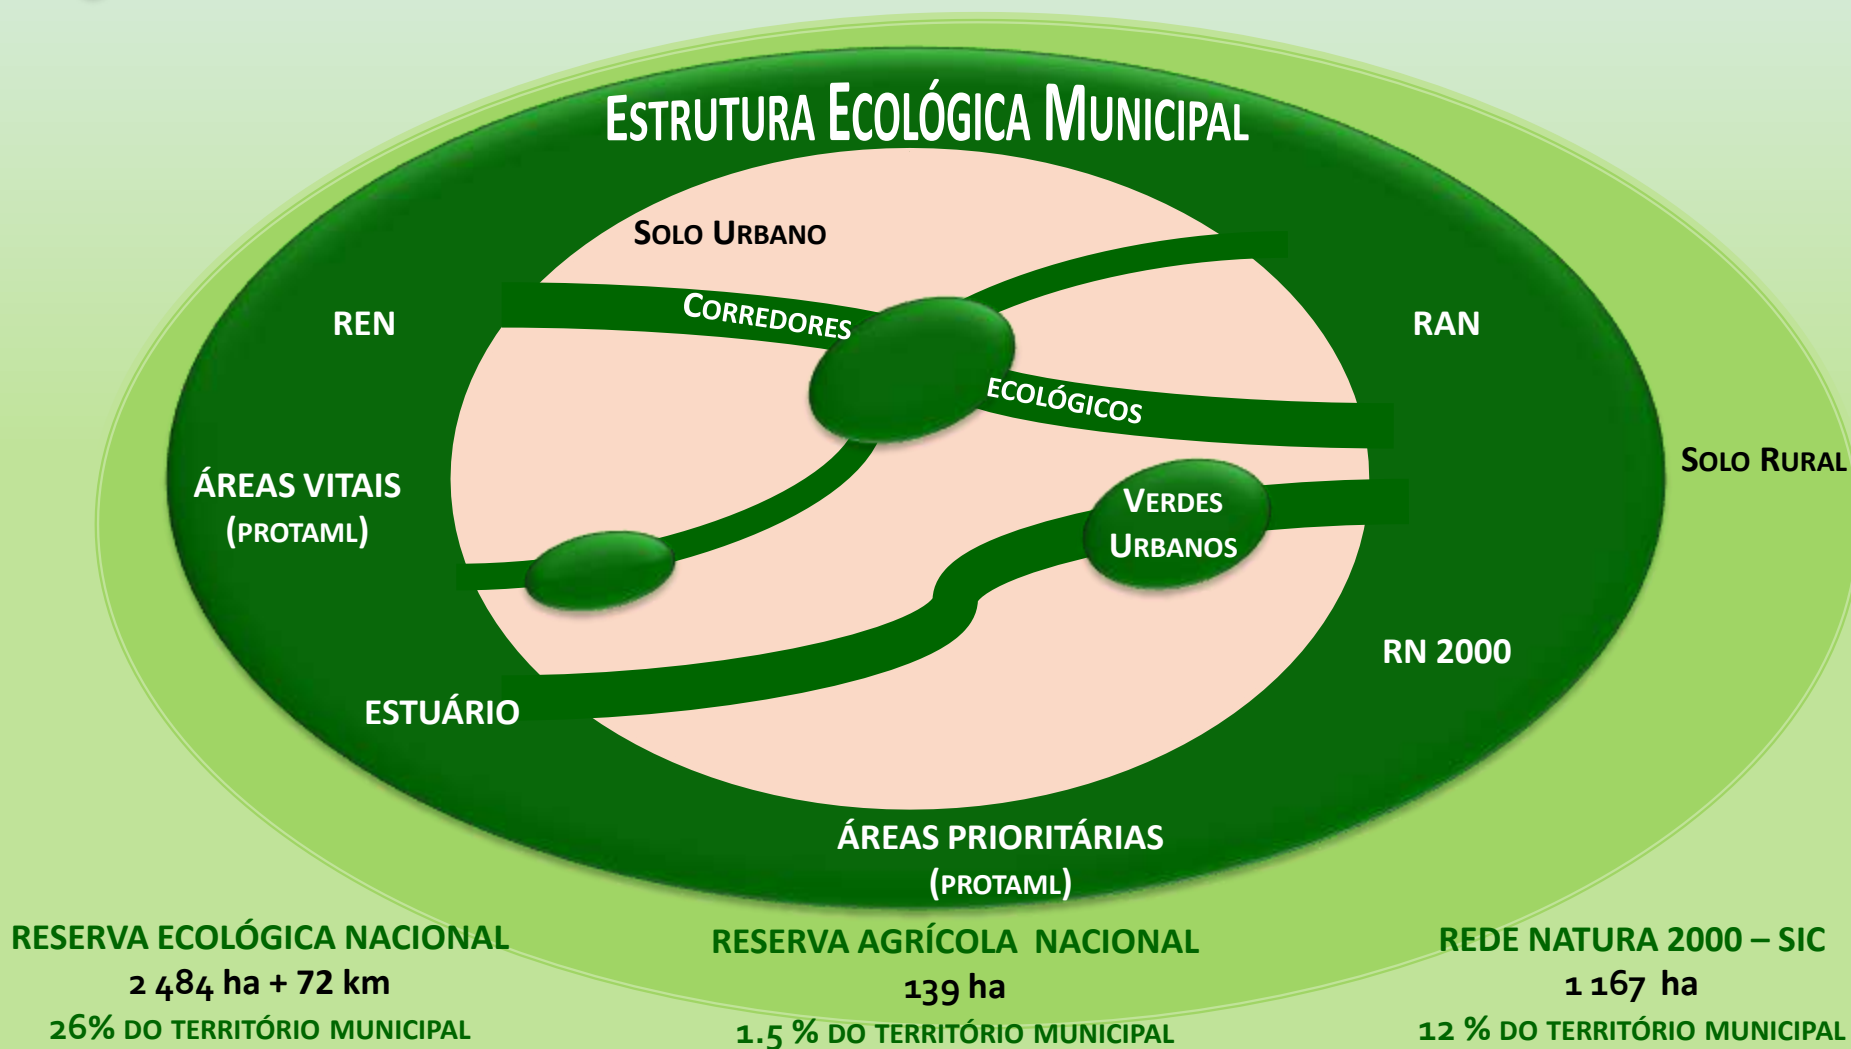 ESTRUTURA ECOLÓGICA MUNICIPAL
SOLO URBANO
CORREDORES
ECOLÓGICOS
REN
RAN
ÁREAS VITAIS
(PROTAML)
SOLO RURAL
VERDES
URBANOS
RN 2000
ESTUÁRIO
ÁREAS PRIORITÁRIAS
(PROTAML)
RESERVA ECOLÓGICA NACIONAL
2 484 ha + 72 km
26% DO TERRITÓRIO MUNICIPAL
RESERVA AGRÍCOLA NACIONAL
139 ha
1.5 % DO TERRITÓRIO MUNICIPAL
REDE NATURA 2000 – SIC
1 167 ha
12 % DO TERRITÓRIO MUNICIPAL